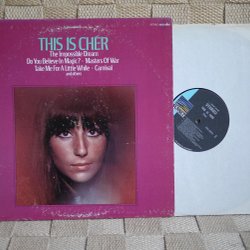 THIS IS CHÉR
The Impossible Dream
Do You Believe In Magic? • Masters Of War
Take Me For A Little While • Carnival
and others